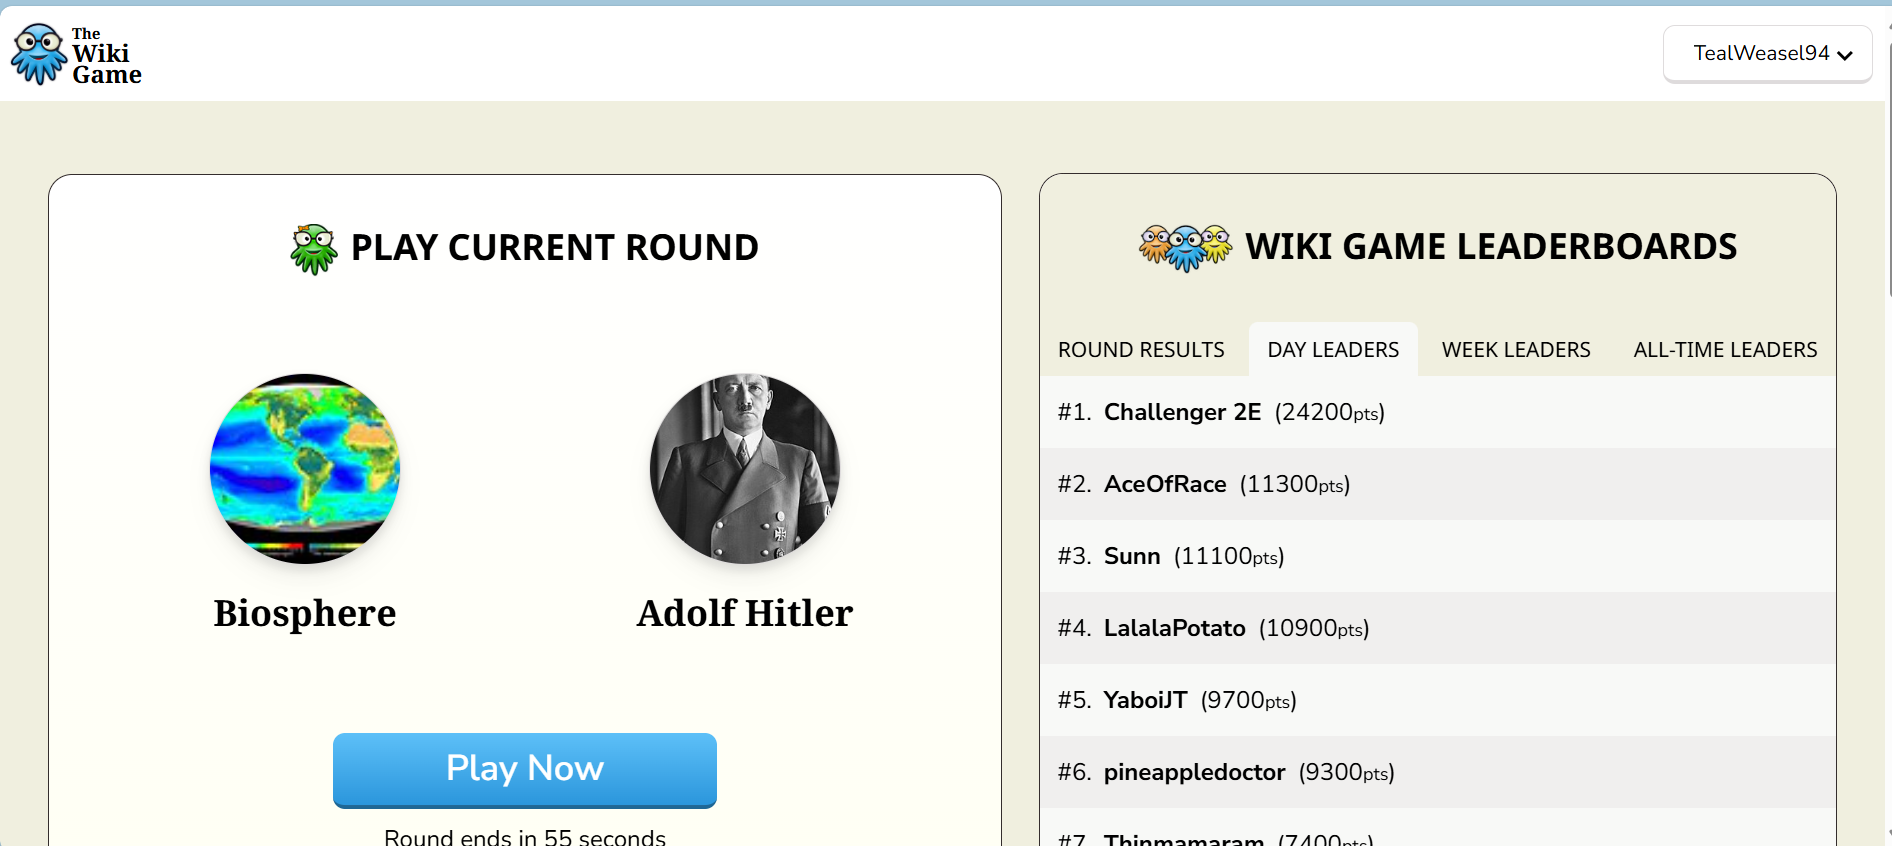 The
Wiki
Game
TealWeasel94
PLAY CURRENT ROUND
Biosphere
Adolf Hitler
Play Now
Round ends in 55 seconds
WIKI GAME LEADERBOARDS
ROUND RESULTS DAY LEADERS WEEK LEADERS ALL-TIME LEADERS
#1. Challenger 2E (24200pts)
#2. AceOfRace (11300pts)
#3. Sunn (11100pts)
#4. LalalaPotato (10900pts)
#5. YaboiJT (9700pts)
#6. pineappledoctor (9300pts)
#7. Thinmamaram (7400pts)